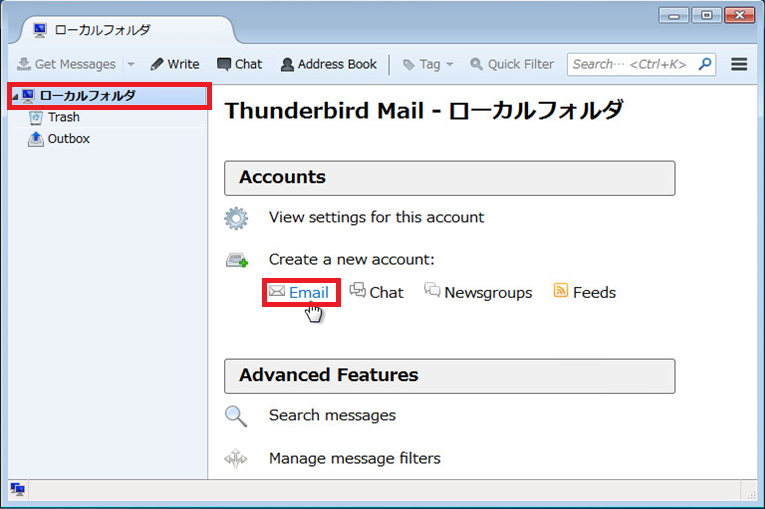 ローカルフォルダ
Get Messages Write Chat Address Book Tag Quick Filter Search… <Ctrl+K>
ローカルフォルダ
Trash
Outbox
Thunderbird Mail - ローカルフォルダ
Accounts
View settings for this account
Create a new account:
Email Chat Newsgroups Feeds
Advanced Features
Search messages
Manage message filters